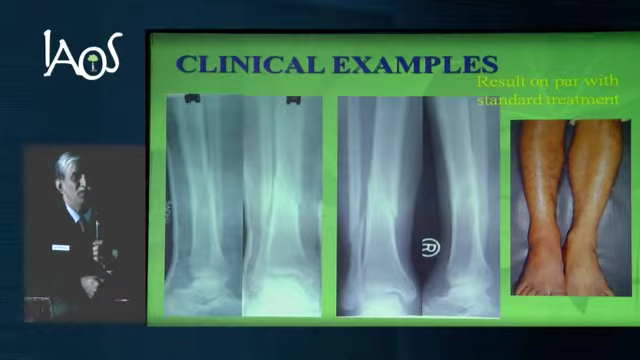 IAOS
CLINICAL EXAMPLES
Result on par with
standard treatment
R